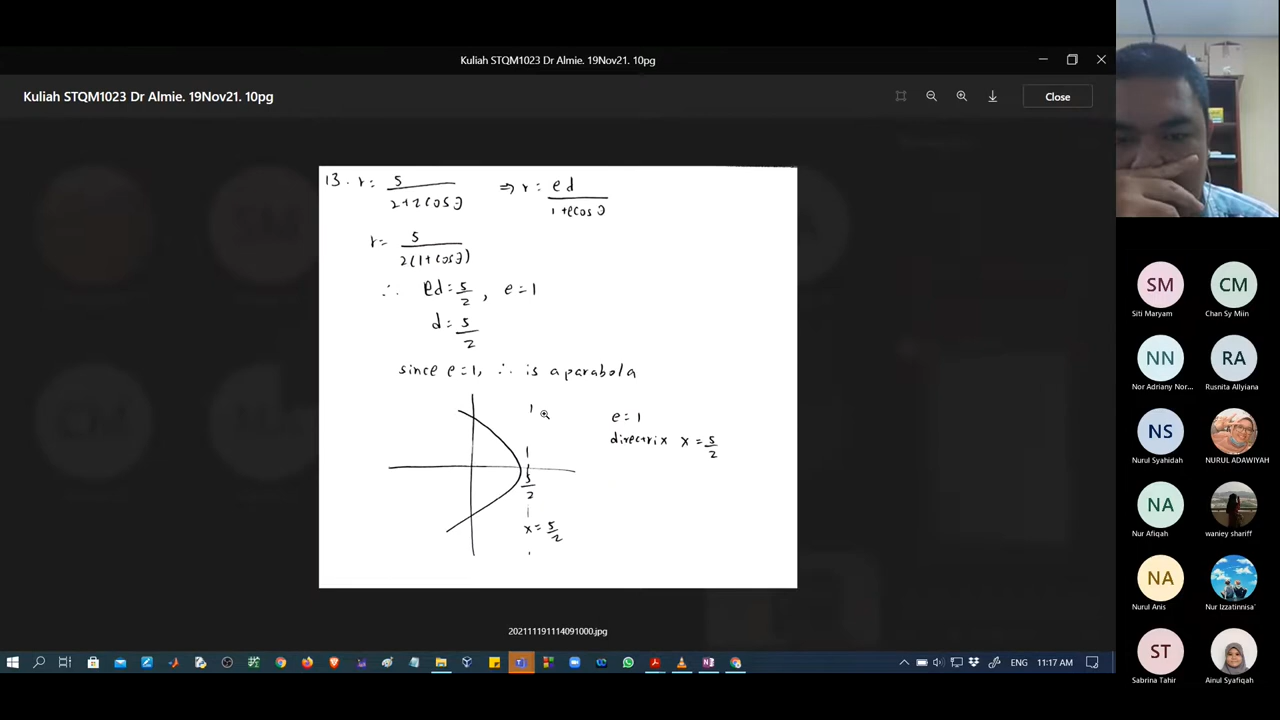 Kuliah STQM1023 Dr Almie. 19Nov21. 10pg
Kuliah STQM1023 Dr Almie. 19Nov21. 10pg
Close
13. r = 5/(2+2cosθ) ⇒ r = ed/(1+ecosθ)
r = 5/(2(1+cosθ))
∴ ed = 5/2, e=1
d = 5/2
since e=1, ∴ is a parabola
e=1
directrix x = 5/2
5/2
x = 5/2
202111191114091000.jpg
SM
Siti Maryam
CM
Chan Sy Miin
NN
Nor Adriany Nor...
RA
Rusnita Allyiana
NS
Nurul Syahidah
NURUL ADAWIYAH
NA
Nur Afiqah
waniey shariff
NA
Nurul Anis
Nur Izzatinnisa'
ST
Sabrina Tahir
Ainul Syafiqah
ENG
11:17 AM